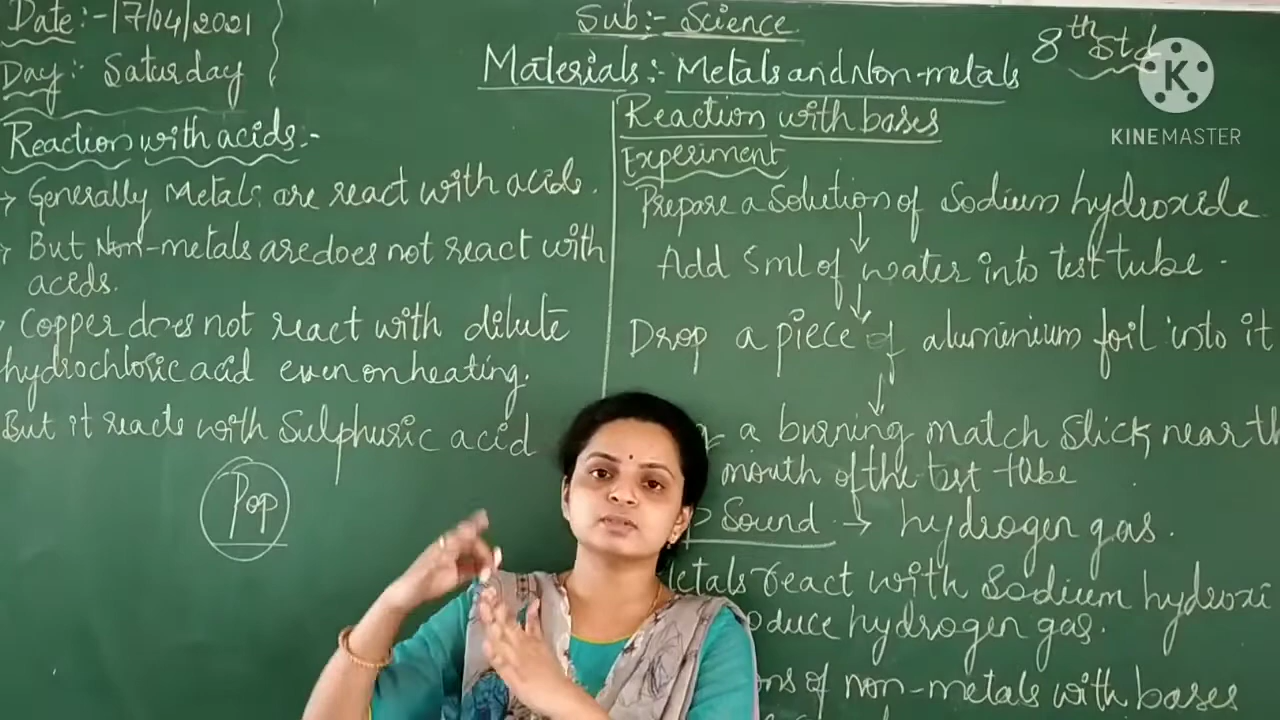 Date:- 17/04/2021
Day:- Saturday
Sub:- Science
8th Std
Materials:- Metals and Non-metals
KINEMASTER
Reaction with acids:-
→ Generally Metals are react with acids.
→ But Non-metals are does not react with
acids.
→ Copper does not react with dilute
hydrochloric acid even on heating.
But it reacts with Sulphuric acid
Pop
Reaction with bases
Experiment
Prepare a Solution of Sodium hydroxide
↓
Add 5ml of water into test tube.
↓
Drop a piece of aluminium foil into it
↓
a burning match stick near th
mouth of the test tube
Sound → hydrogen gas.
etals react with Sodium hydroxi
oduce hydrogen gas.
ons of non-metals with bases